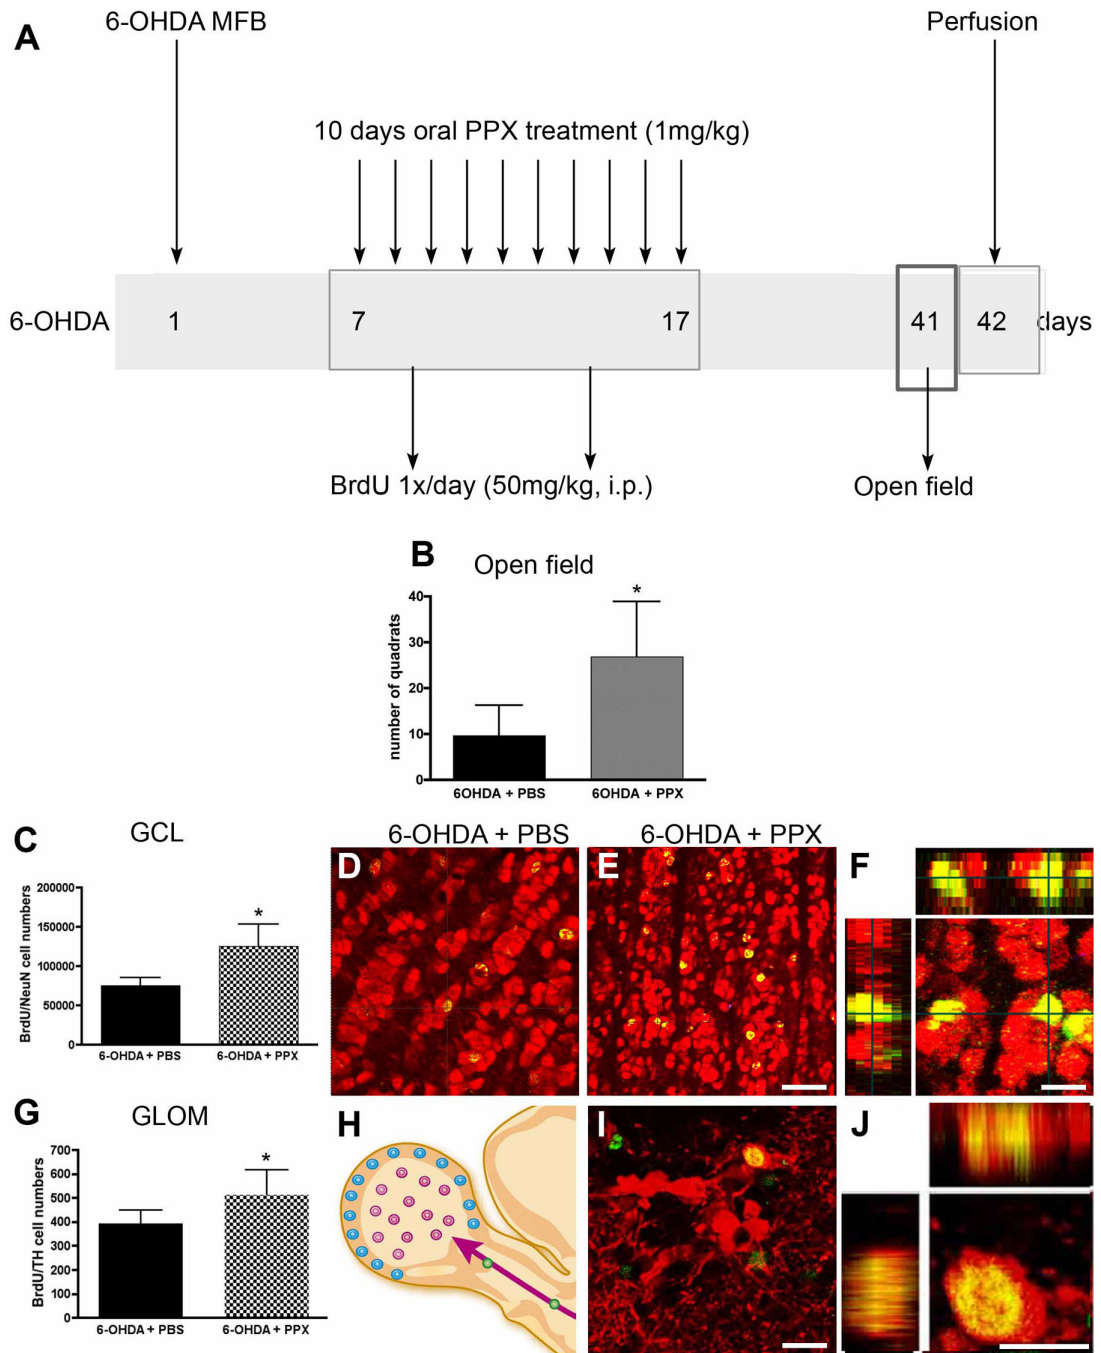 A
6-OHDA MFB
Perfusion
10 days oral PPX treatment (1mg/kg)
6-OHDA
1
7
17
41
42
days
BrdU 1x/day (50mg/kg, i.p.)
Open field
B
Open field
*
number of quadrats
40
30
20
10
0
6OHDA + PBS
6OHDA + PPX
C
GCL
*
BrdU/NeuN cell numbers
200000
150000
100000
50000
0
6-OHDA + PBS
6-OHDA + PPX
6-OHDA + PBS
6-OHDA + PPX
D
E
F
G
GLOM
*
BrdU/TH cell numbers
700
600
500
400
300
200
100
0
6-OHDA + PBS
6-OHDA + PPX
H
I
J